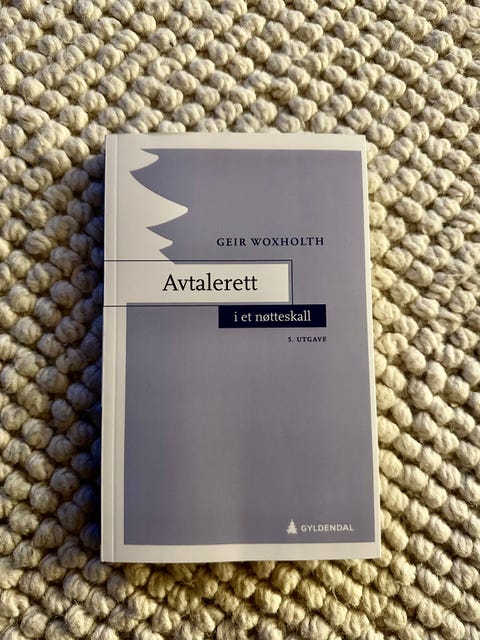 GEIR WOXHOLTH
Avtalerett
i et nøtteskall
5. UTGAVE
GYLDENDAL